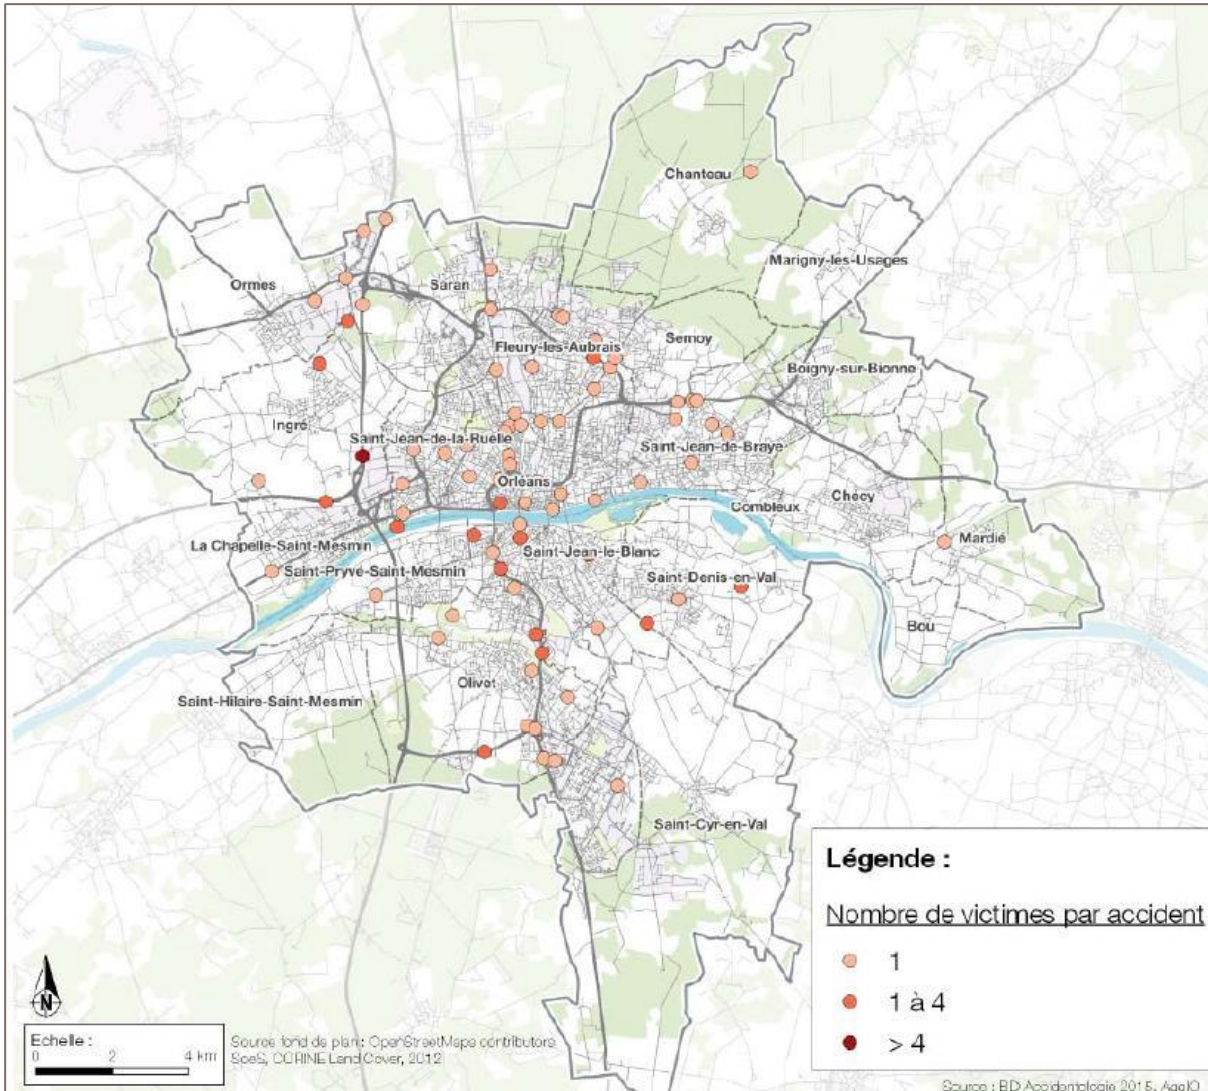 Chanteau
Marigny-les-Usages
Ormes
Saran
Semoy
Fleury-les-Aubrais
Boigny-sur-Bionne
Ingré
Saint-Jean-de-la-Ruelle
Saint-Jean-de-Braye
Orléans
Chécy
Combleux
Mardié
La Chapelle-Saint-Mesmin
Saint-Jean-le-Blanc
Saint-Pryvé-Saint-Mesmin
Saint-Denis-en-Val
Bou
Olivet
Saint-Hilaire-Saint-Mesmin
Saint-Cyr-en-Val
Légende :
Nombre de victimes par accident
1
1 à 4
> 4
N
Echelle :
0 2 4 km
Source fond de plan : OpenStreetMaps contributors
SoeS, CORINE Land Cover, 2012
Source : BD Accidentologie 2015, AgglO